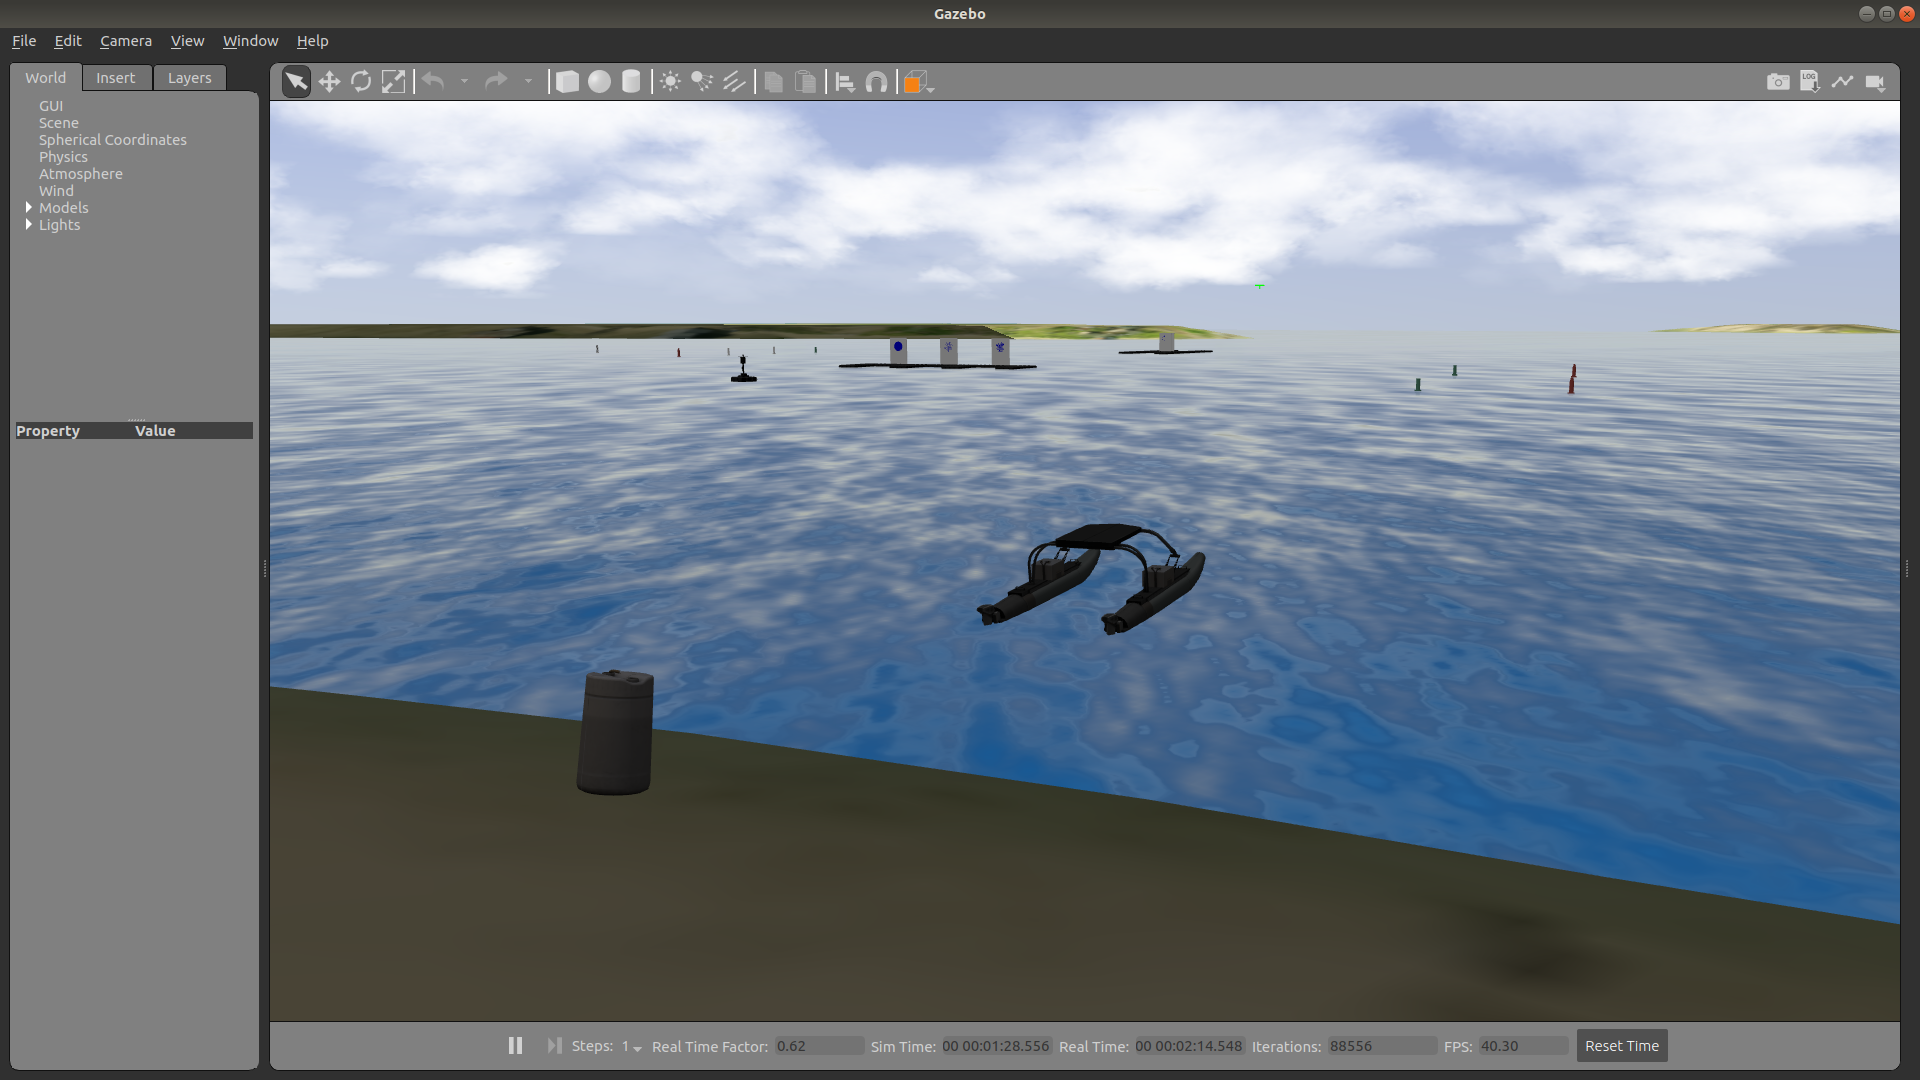 Gazebo
File Edit Camera View Window Help
World Insert Layers
LOG
GUI
Scene
Spherical Coordinates
Physics
Atmosphere
Wind
Models
Lights
Property Value
Steps: 1 Real Time Factor: 0.62 Sim Time: 00 00:01:28.556 Real Time: 00 00:02:14.548 Iterations: 88556 FPS: 40.30 Reset Time